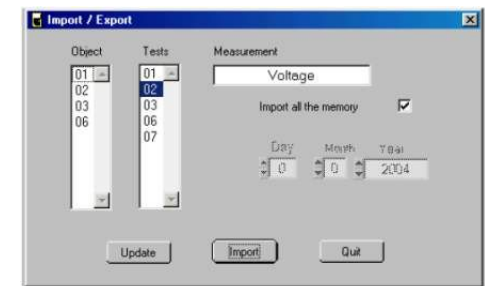 Import / Export
Object Tests Measurement
01 01 Voltage
02 02
03 03 Import all the memory
06 06
07
Day Month Year
0 0 2004
Update Import Quit